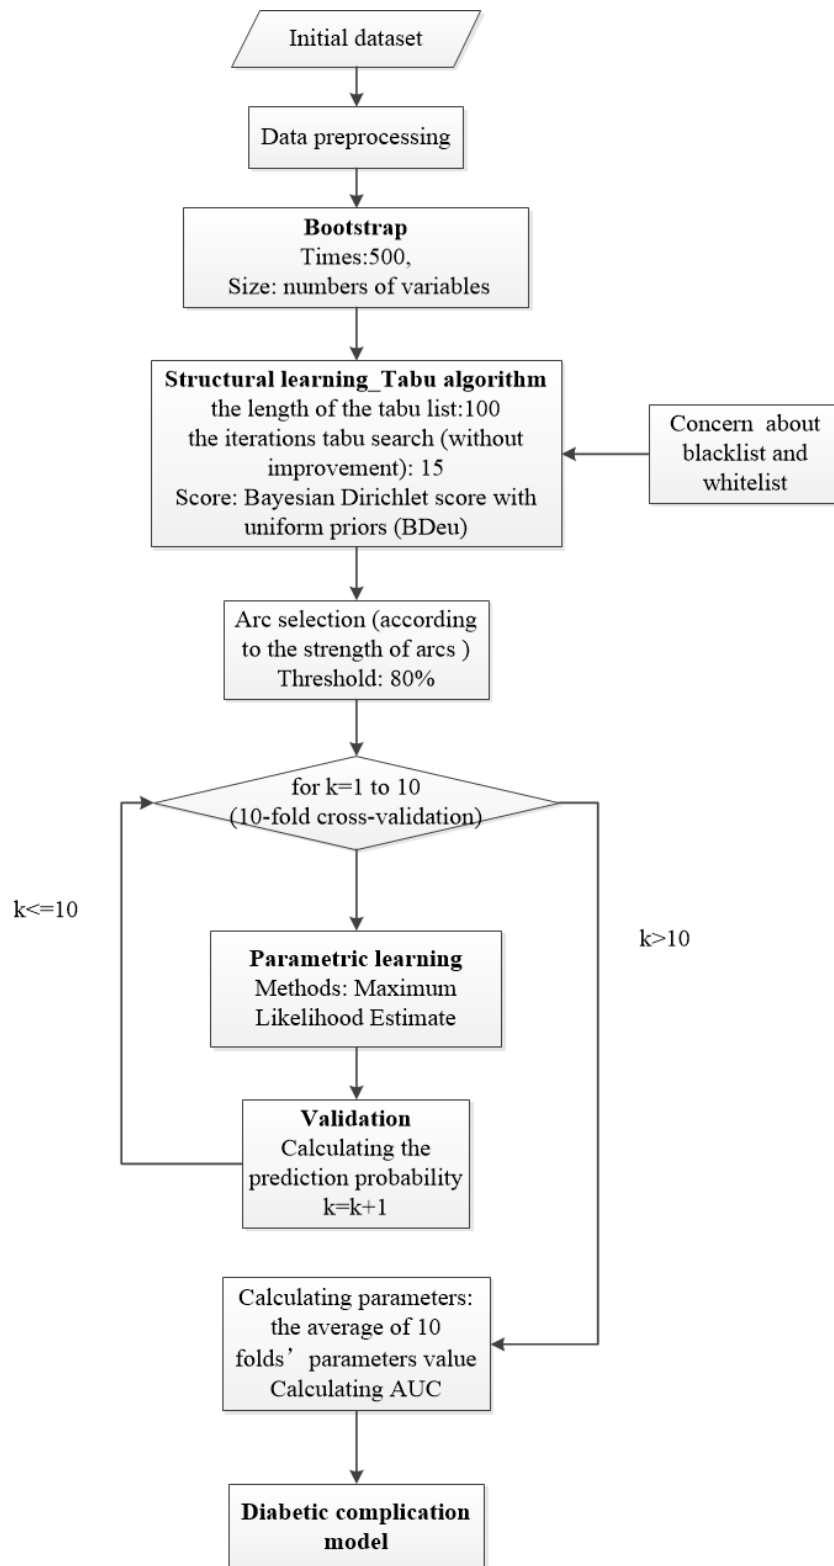 Initial dataset
Data preprocessing
Bootstrap
Times:500,
Size: numbers of variables
Structural learning_Tabu algorithm
the length of the tabu list:100
the iterations tabu search (without
improvement): 15
Score: Bayesian Dirichlet score with
uniform priors (BDeu)
Concern about
blacklist and
whitelist
Arc selection (according
to the strength of arcs )
Threshold: 80%
for k=1 to 10
(10-fold cross-validation)
k<=10
k>10
Parametric learning
Methods: Maximum
Likelihood Estimate
Validation
Calculating the
prediction probability
k=k+1
Calculating parameters:
the average of 10
folds’ parameters value
Calculating AUC
Diabetic complication
model